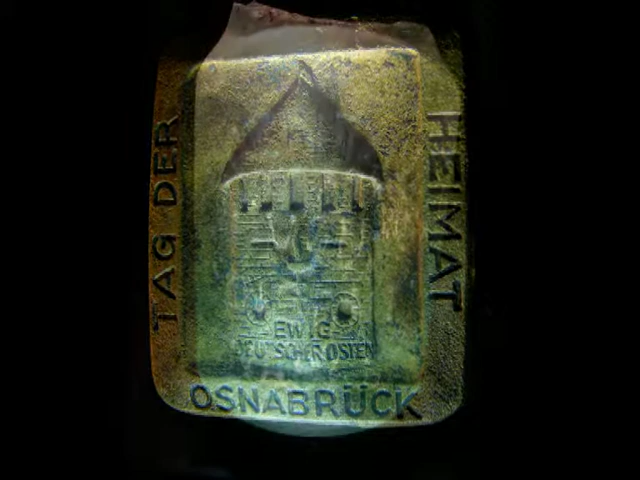 TAG DER
HEIMAT
EWIG
DEUTSCHER OSTEN
OSNABRÜCK